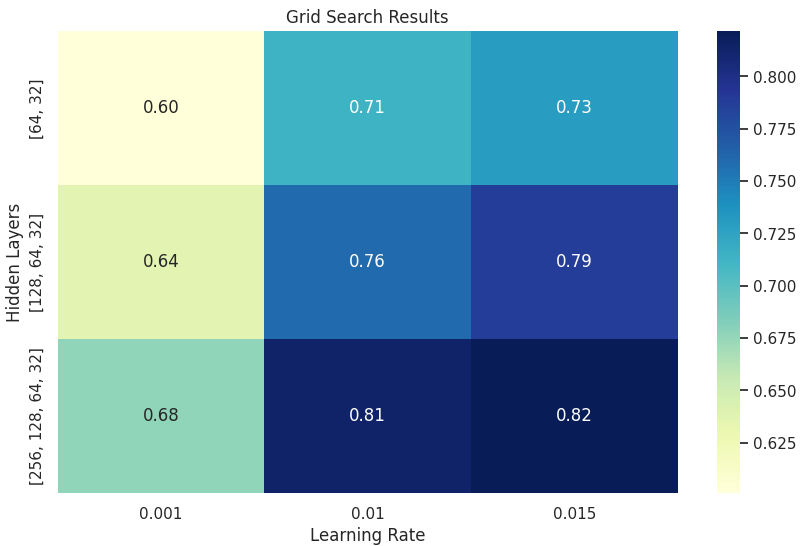 Grid Search Results
Hidden Layers
[64, 32]
0.60 0.71 0.73
[128, 64, 32]
0.64 0.76 0.79
[256, 128, 64, 32]
0.68 0.81 0.82
0.001 0.01 0.015
Learning Rate
0.800
0.775
0.750
0.725
0.700
0.675
0.650
0.625